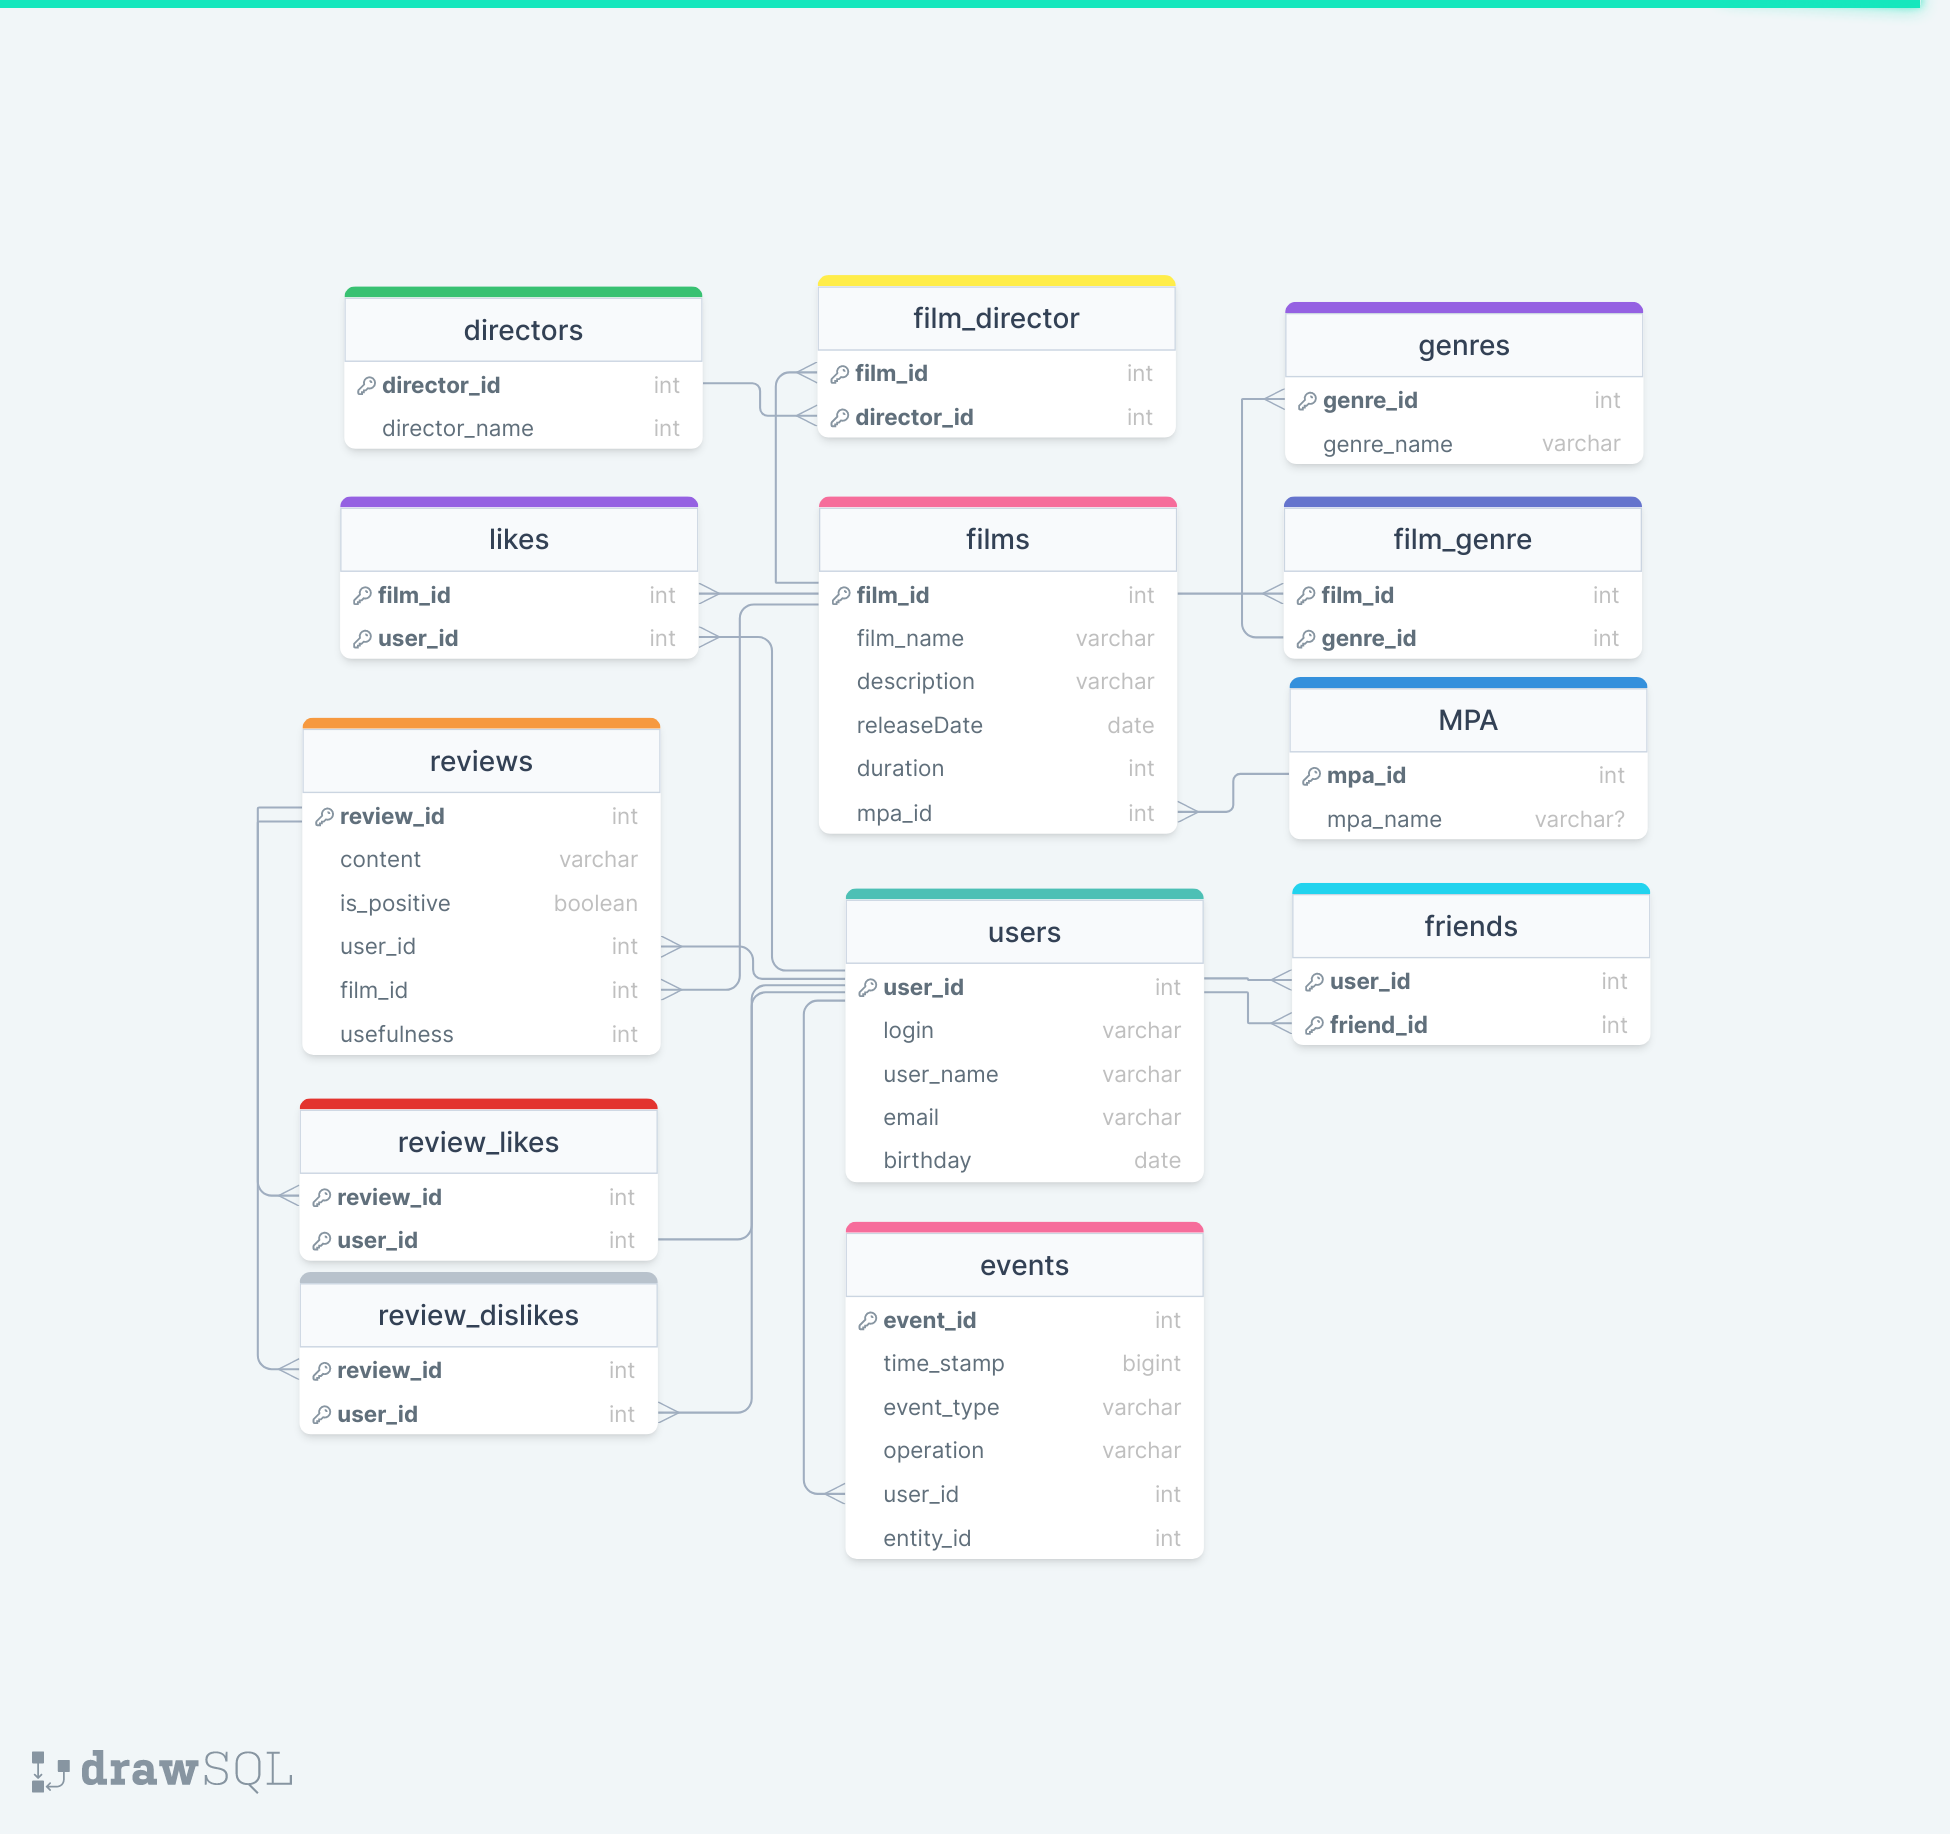 directors
director_id int
director_name int
film_director
film_id int
director_id int
genres
genre_id int
genre_name varchar
likes
film_id int
user_id int
films
film_id int
film_name varchar
description varchar
releaseDate date
duration int
mpa_id int
film_genre
film_id int
genre_id int
MPA
mpa_id int
mpa_name varchar?
reviews
review_id int
content varchar
is_positive boolean
user_id int
film_id int
usefulness int
users
user_id int
login varchar
user_name varchar
email varchar
birthday date
friends
user_id int
friend_id int
review_likes
review_id int
user_id int
review_dislikes
review_id int
user_id int
events
event_id int
time_stamp bigint
event_type varchar
operation varchar
user_id int
entity_id int
drawSQL